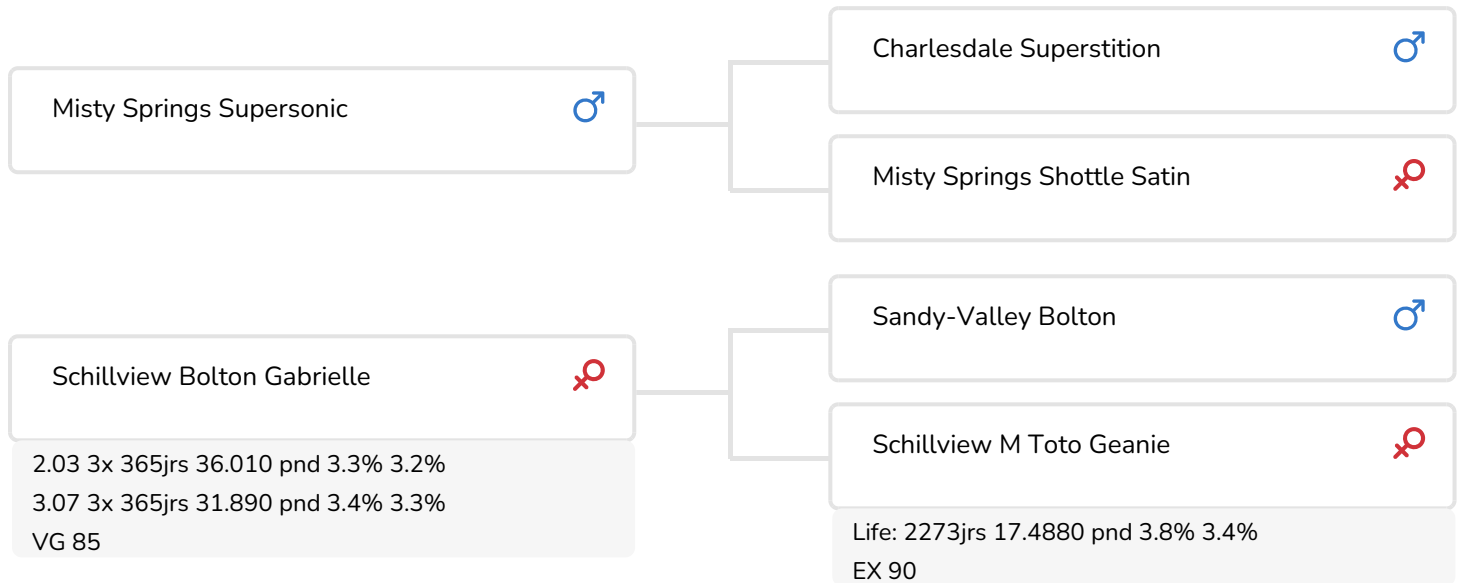 Charlesdale Superstition
Misty Springs Supersonic
Misty Springs Shottle Satin
Sandy-Valley Bolton
Schillview Bolton Gabrielle
2.03 3x 365jrs 36.010 pnd 3.3% 3.2%
3.07 3x 365jrs 31.890 pnd 3.4% 3.3%
VG 85
Schillview M Toto Geanie
Life: 2273jrs 17.4880 pnd 3.8% 3.4%
EX 90